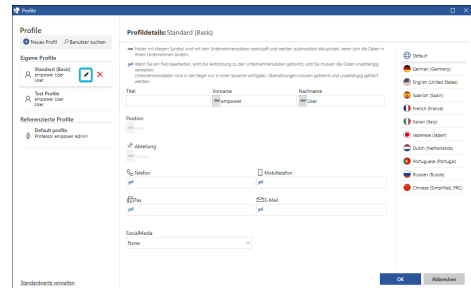 Profile
Profile
Neues Profil
Benutzer suchen
Eigene Profile
Standard (Basis)
empower User
User
Test Profile
empower User
User
Referenzierte Profile
Default profile
Professor empower Admin
Standardwerte verwalten
Profildetails: Standard (Basis)
Felder mit diesem Symbol sind mit den Unternehmensdaten verknüpft und werden automatisch aktualisiert, wenn sich die Daten in
Ihrem Unternehmen ändern.
Wenn Sie ein Feld bearbeiten, wird die Verbindung zu den Unternehmensdaten getrennt, und Sie müssen die Daten unabhängig
verwalten.
Unternehmensdaten sind in der Regel nur in einer Sprache verfügbar. Übersetzungen müssen getrennt und unabhängig geführt
werden.
Titel
Vorname
Nachname
empower
User
Position
Abteilung
Telefon
Mobiltelefon
Fax
E-Mail
SocialMedia
None
Default
German (Germany)
English (United States)
Spanish (Spain)
French (France)
Italian (Italy)
Japanese (Japan)
Dutch (Netherlands)
Portuguese (Portugal)
Russian (Russia)
Chinese (Simplified, PRC)
OK
Abbrechen